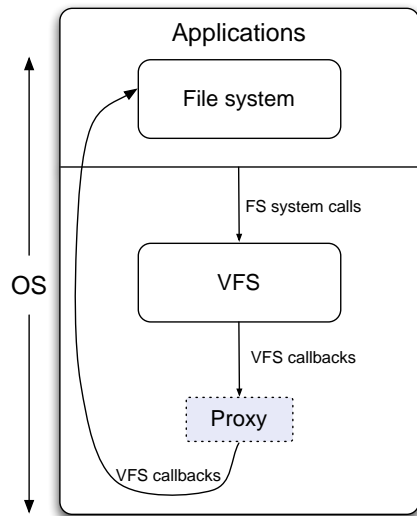 Applications
File system
FS system calls
OS
VFS
VFS callbacks
Proxy
VFS callbacks